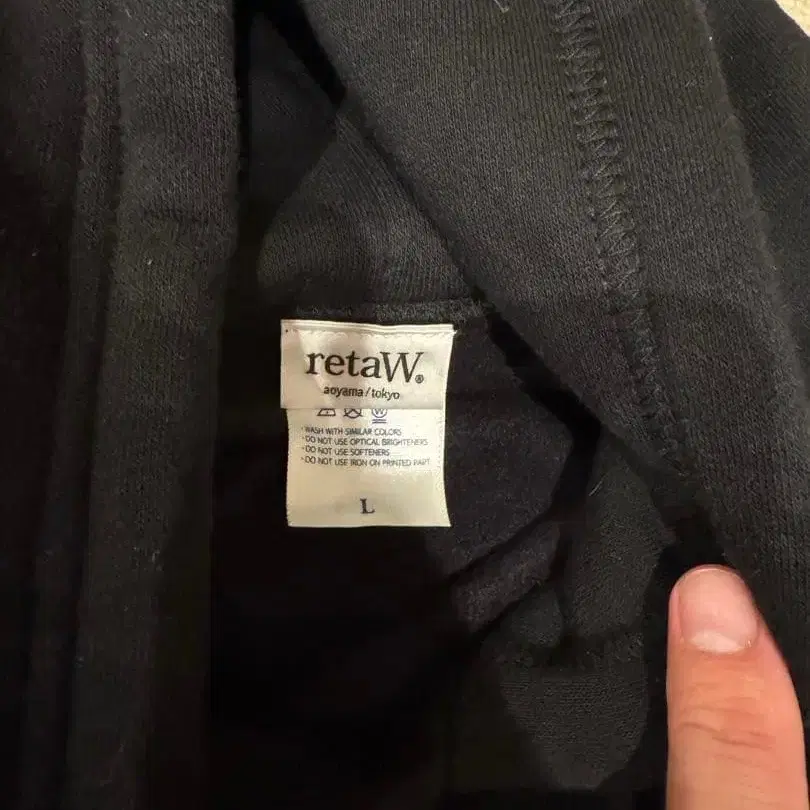 retaW®
aoyama / tokyo
W
· WASH WITH SIMILAR COLORS
· DO NOT USE OPTICAL BRIGHTENERS
· DO NOT USE SOFTENERS
· DO NOT USE IRON ON PRINTED PART
L